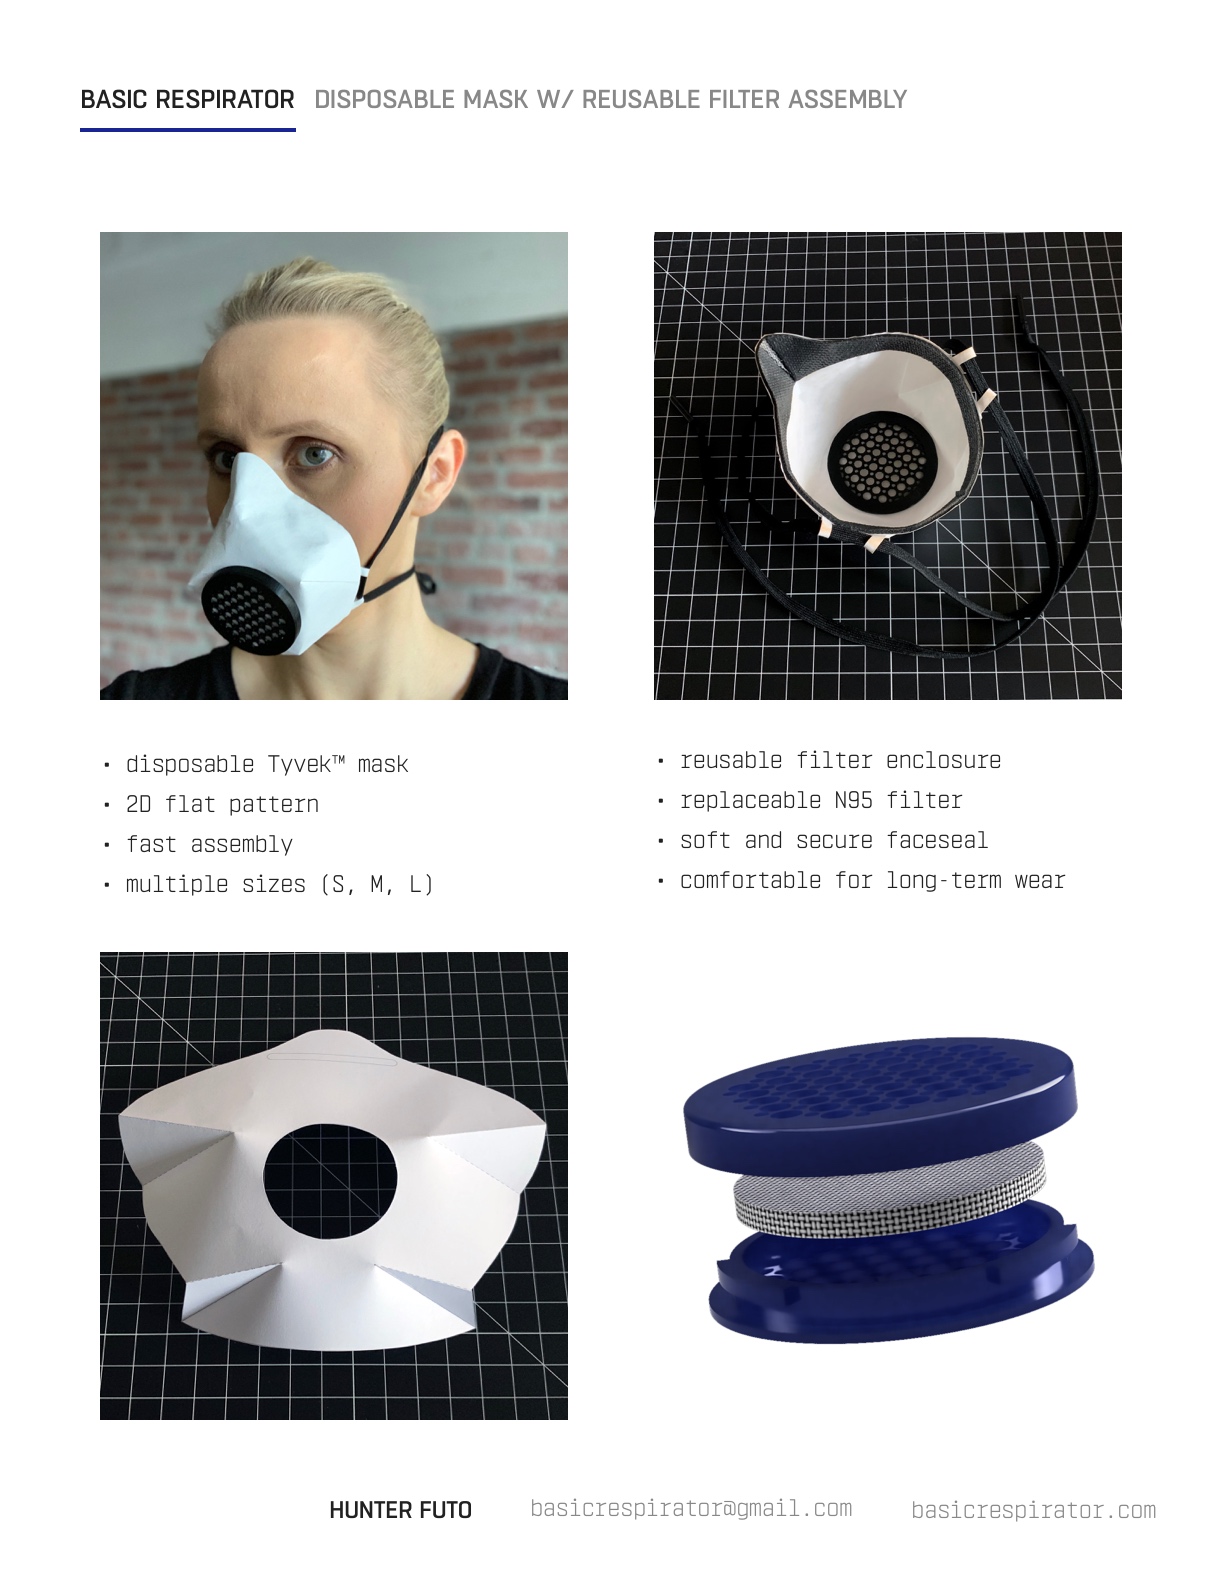 BASIC RESPIRATOR DISPOSABLE MASK W/ REUSABLE FILTER ASSEMBLY
• disposable Tyvek™ mask
• 2D flat pattern
• fast assembly
• multiple sizes (S, M, L)
• reusable filter enclosure
• replaceable N95 filter
• soft and secure faceseal
• comfortable for long-term wear
HUNTER FUTO basicrespirator@gmail.com basicrespirator.com